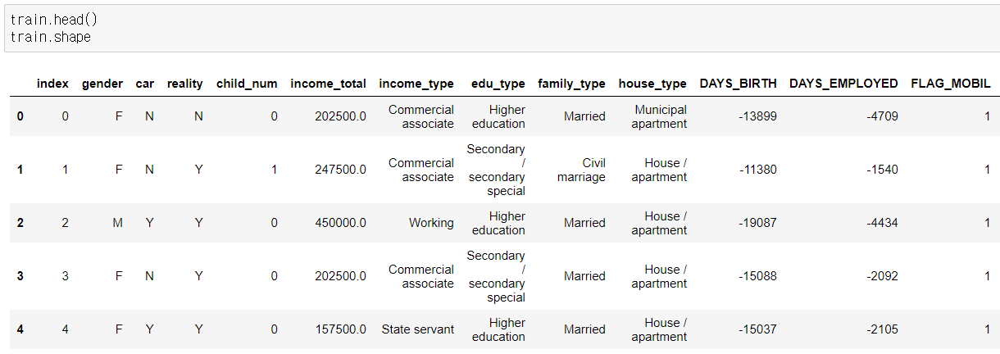 train.head()
train.shape
index gender car reality child_num income_total income_type edu_type family_type house_type DAYS_BIRTH DAYS_EMPLOYED FLAG_MOBIL
0 0 F N N 0 202500.0 Commercial associate Higher education Married Municipal apartment -13899 -4709 1
1 1 F N Y 1 247500.0 Commercial associate Secondary / secondary special Civil marriage House / apartment -11380 -1540 1
2 2 M Y Y 0 450000.0 Working Higher education Married House / apartment -19087 -4434 1
3 3 F N Y 0 202500.0 Commercial associate Secondary / secondary special Married House / apartment -15088 -2092 1
4 4 F Y Y 0 157500.0 State servant Higher education Married House / apartment -15037 -2105 1